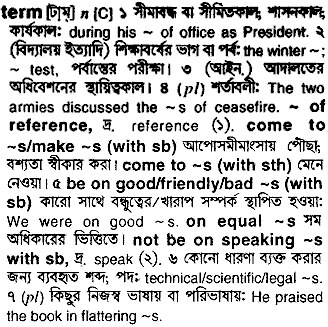 term [টাম্] n [C] ১ সীমাবদ্ধ বা সীমিতকাল; শাসনকাল;
কার্যকাল: during his ~ of office as President. ২
(বিদ্যালয় ইত্যাদি) শিক্ষাবর্ষের ভাগ বা পর্ব: the winter ~;
~ test, পর্বান্তের পরীক্ষা। ৩ (আইন.) আদালতের
অধিবেশনের স্থায়িত্বকাল। ৪ (pl) শর্তাবলী: The two
armies discussed the ~s of ceasefire. ~ of
reference, দ্র. reference (১). come to
~s/make ~s (with sb) আপোসমীমাংসায় পৌঁছা;
বশ্যতা স্বীকার করা। come to ~s (with sth) মেনে
নেওয়া। ৫ be on good/friendly/bad ~s (with
sb) কারো সাথে বন্ধুত্বের/খারাপ সম্পর্ক স্থাপিত হওয়া:
We were on good ~s. on equal ~s সম
অধিকারের ভিত্তিতে। not be on speaking ~s
with sb, দ্র. speak (২). ৬ কোনো ধারণা ব্যক্ত করার
জন্য ব্যবহৃত শব্দ; পদ: technical/scientific/legal ~s.
৭ (pl) কিছুর নিজস্ব ভাষায় বা পরিভাষায়: He praised
the book in flattering ~s.